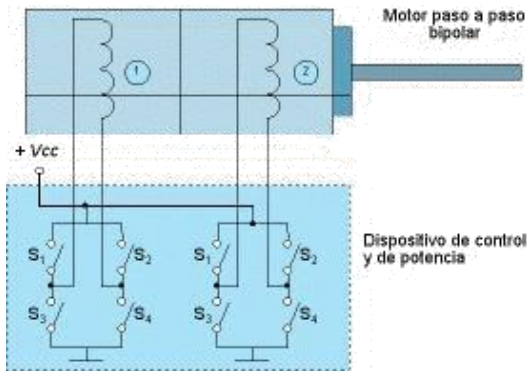 Motor paso a paso
bipolar
1
2
+ Vcc
S1
S2
S1
S2
S3
S4
S3
S4
Dispositivo de control
y de potencia